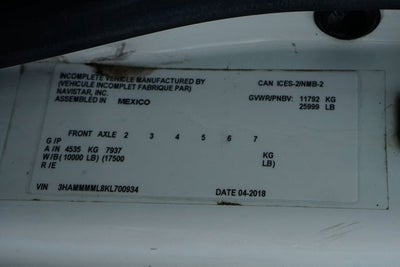 INCOMPLETE VEHICLE MANUFACTURED BY
(VEHICULE INCOMPLET FABRIQUE PAR)
NAVISTAR, INC.
ASSEMBLED IN MEXICO
CAN ICES-2/NMB-2
GVWR/PNBV: 11792 KG
25999 LB
FRONT AXLE 2 3 4 5 6 7
G/P
A/N 4535 KG 7937 KG
W/B (10000 LB) (17500 LB)
R/E
VIN 3HAMMMML8KL700934 DATE 04-2018